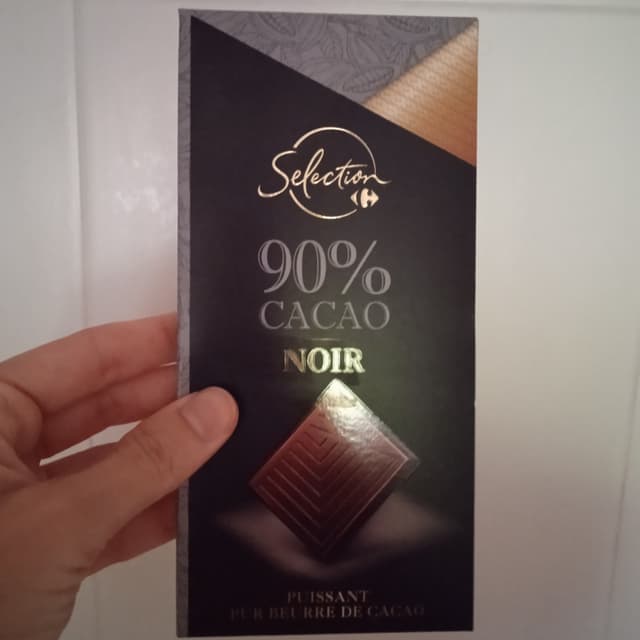 Selection
90%
CACAO
NOIR
PUISSANT
PUR BEURRE DE CACAO